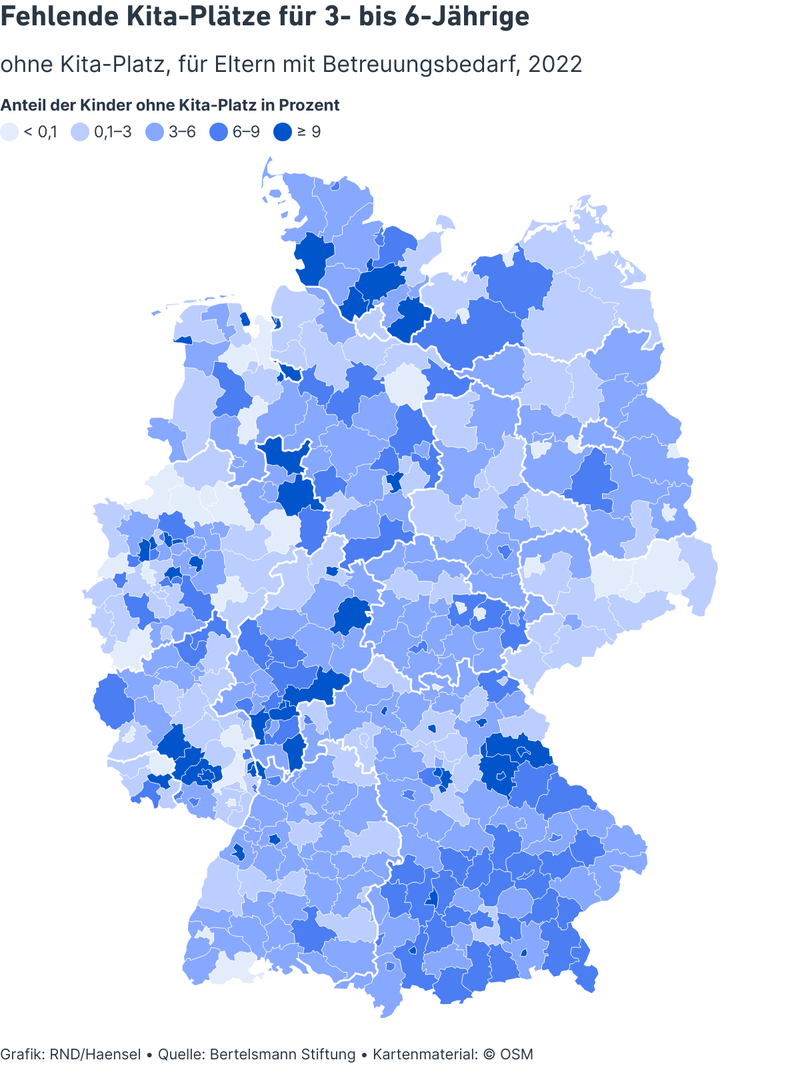 Fehlende Kita-Plätze für 3- bis 6-Jährige
ohne Kita-Platz, für Eltern mit Betreuungsbedarf, 2022
Anteil der Kinder ohne Kita-Platz in Prozent
< 0,1 0,1–3 3–6 6–9 ≥ 9
Grafik: RND/Haensel • Quelle: Bertelsmann Stiftung • Kartenmaterial: © OSM